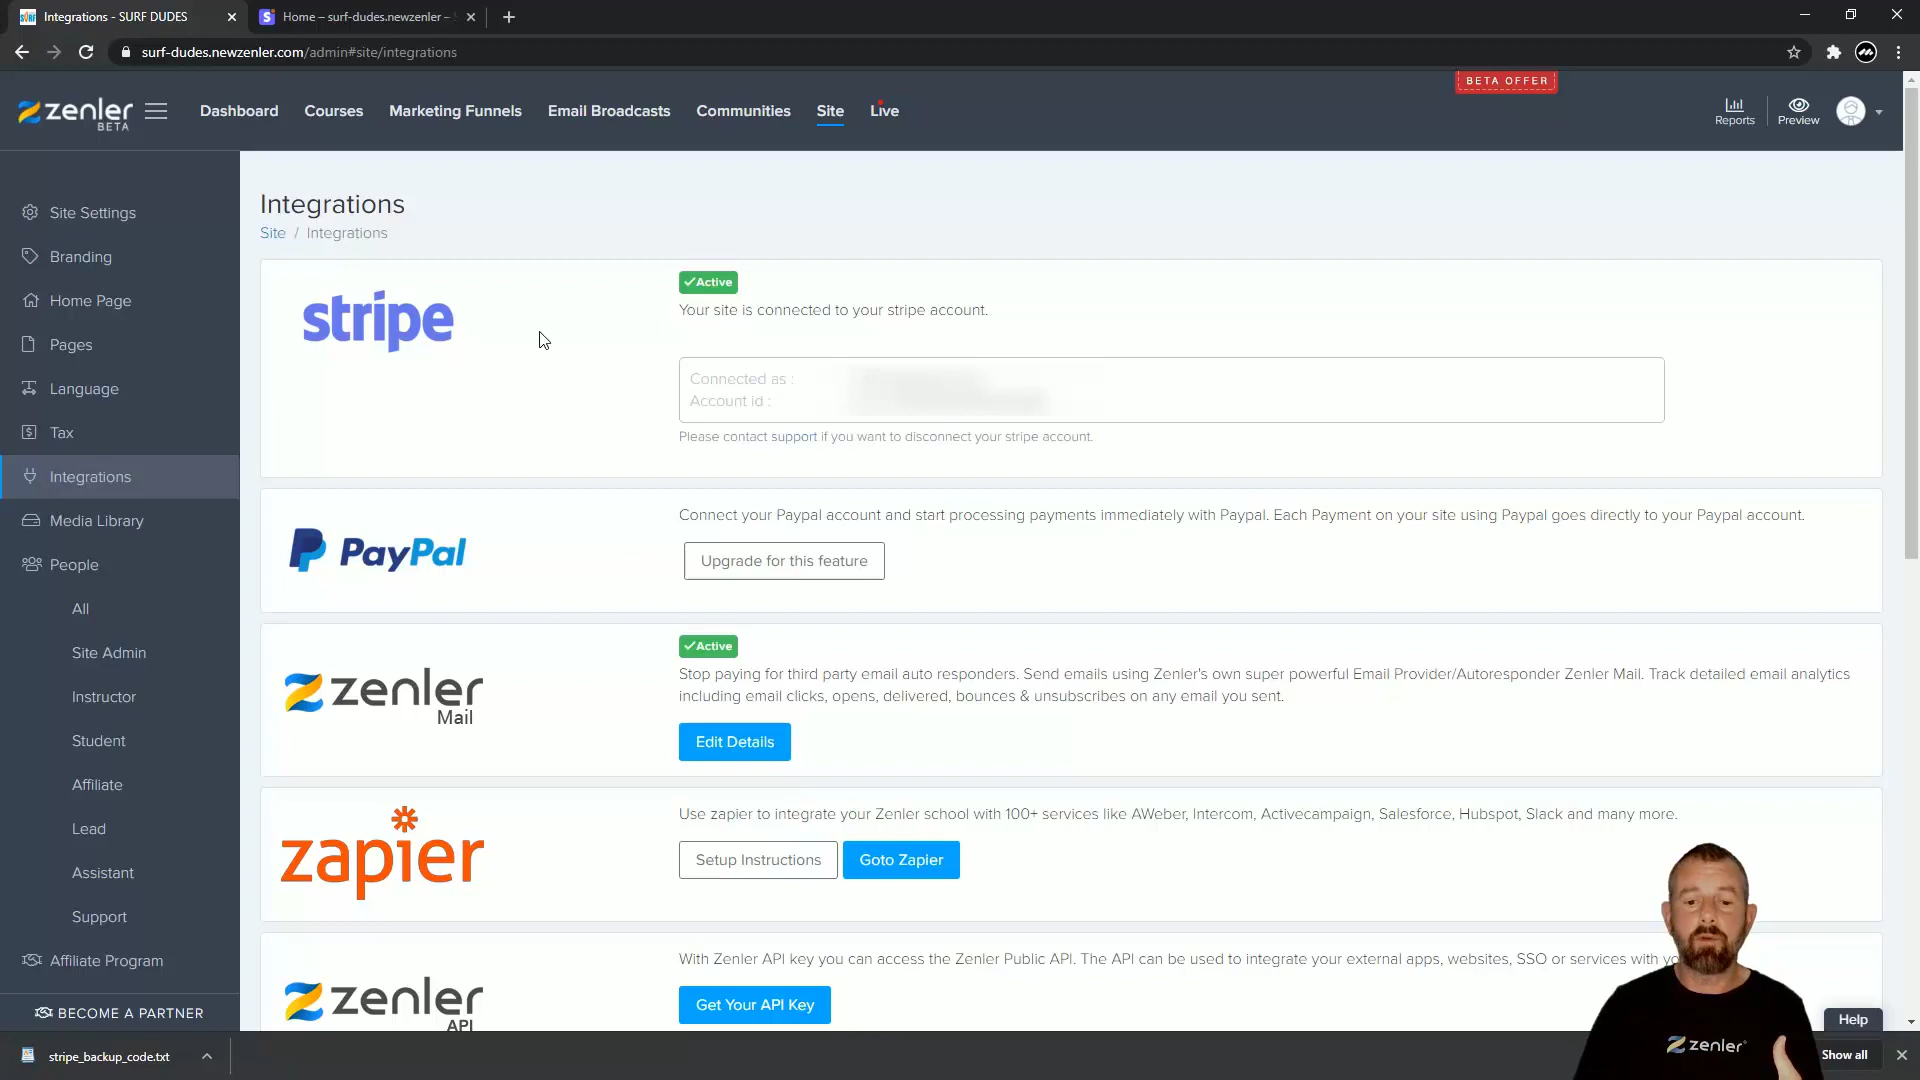 Integrations - SURF DUDES
Home – surf-dudes.newzenler –
surf-dudes.newzenler.com/admin#site/integrations
BETA OFFER
zenler
BETA
Dashboard
Courses
Marketing Funnels
Email Broadcasts
Communities
Site
Live
Reports
Preview
Site Settings
Branding
Home Page
Pages
Language
Tax
Integrations
Media Library
People
All
Site Admin
Instructor
Student
Affiliate
Lead
Assistant
Support
Affiliate Program
BECOME A PARTNER
Integrations
Site / Integrations
stripe
Active
Your site is connected to your stripe account.
Connected as :
Account id :
Please contact support if you want to disconnect your stripe account.
PayPal
Connect your Paypal account and start processing payments immediately with Paypal. Each Payment on your site using Paypal goes directly to your Paypal account.
Upgrade for this feature
zenler
Mail
Active
Stop paying for third party email auto responders. Send emails using Zenler's own super powerful Email Provider/Autoresponder Zenler Mail. Track detailed email analytics
including email clicks, opens, delivered, bounces & unsubscribes on any email you sent.
Edit Details
zapier
Use zapier to integrate your Zenler school with 100+ services like AWeber, Intercom, Activecampaign, Salesforce, Hubspot, Slack and many more.
Setup Instructions
Goto Zapier
zenler
API
With Zenler API key you can access the Zenler Public API. The API can be used to integrate your external apps, websites, SSO or services with
Get Your API Key
Help
zenler
stripe_backup_code.txt
Show all